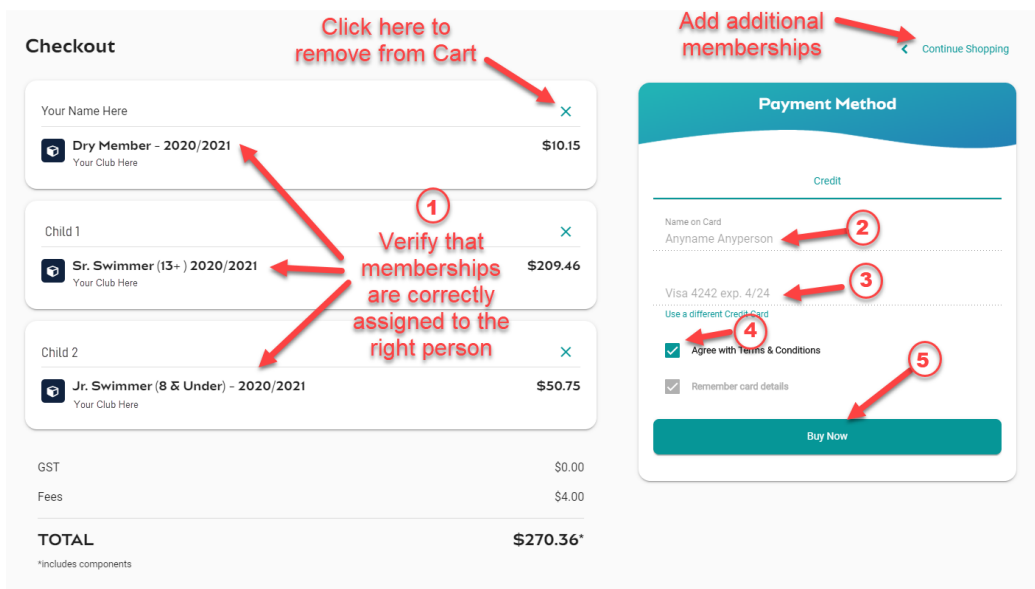 Checkout
Click here to
remove from Cart
Add additional
memberships
Continue Shopping
Your Name Here
Dry Member - 2020/2021
$10.15
Your Club Here
Child 1
Sr. Swimmer (13+ ) 2020/2021
$209.46
Your Club Here
Child 2
Jr. Swimmer (8 & Under) - 2020/2021
$50.75
Your Club Here
1
Verify that
memberships
are correctly
assigned to the
right person
GST
$0.00
Fees
$4.00
TOTAL
$270.36*
*includes components
Payment Method
Credit
Name on Card
Anyname Anyperson
2
Visa 4242 exp. 4/24
3
Use a different Credit Card
4
Agree with Terms & Conditions
Remember card details
5
Buy Now